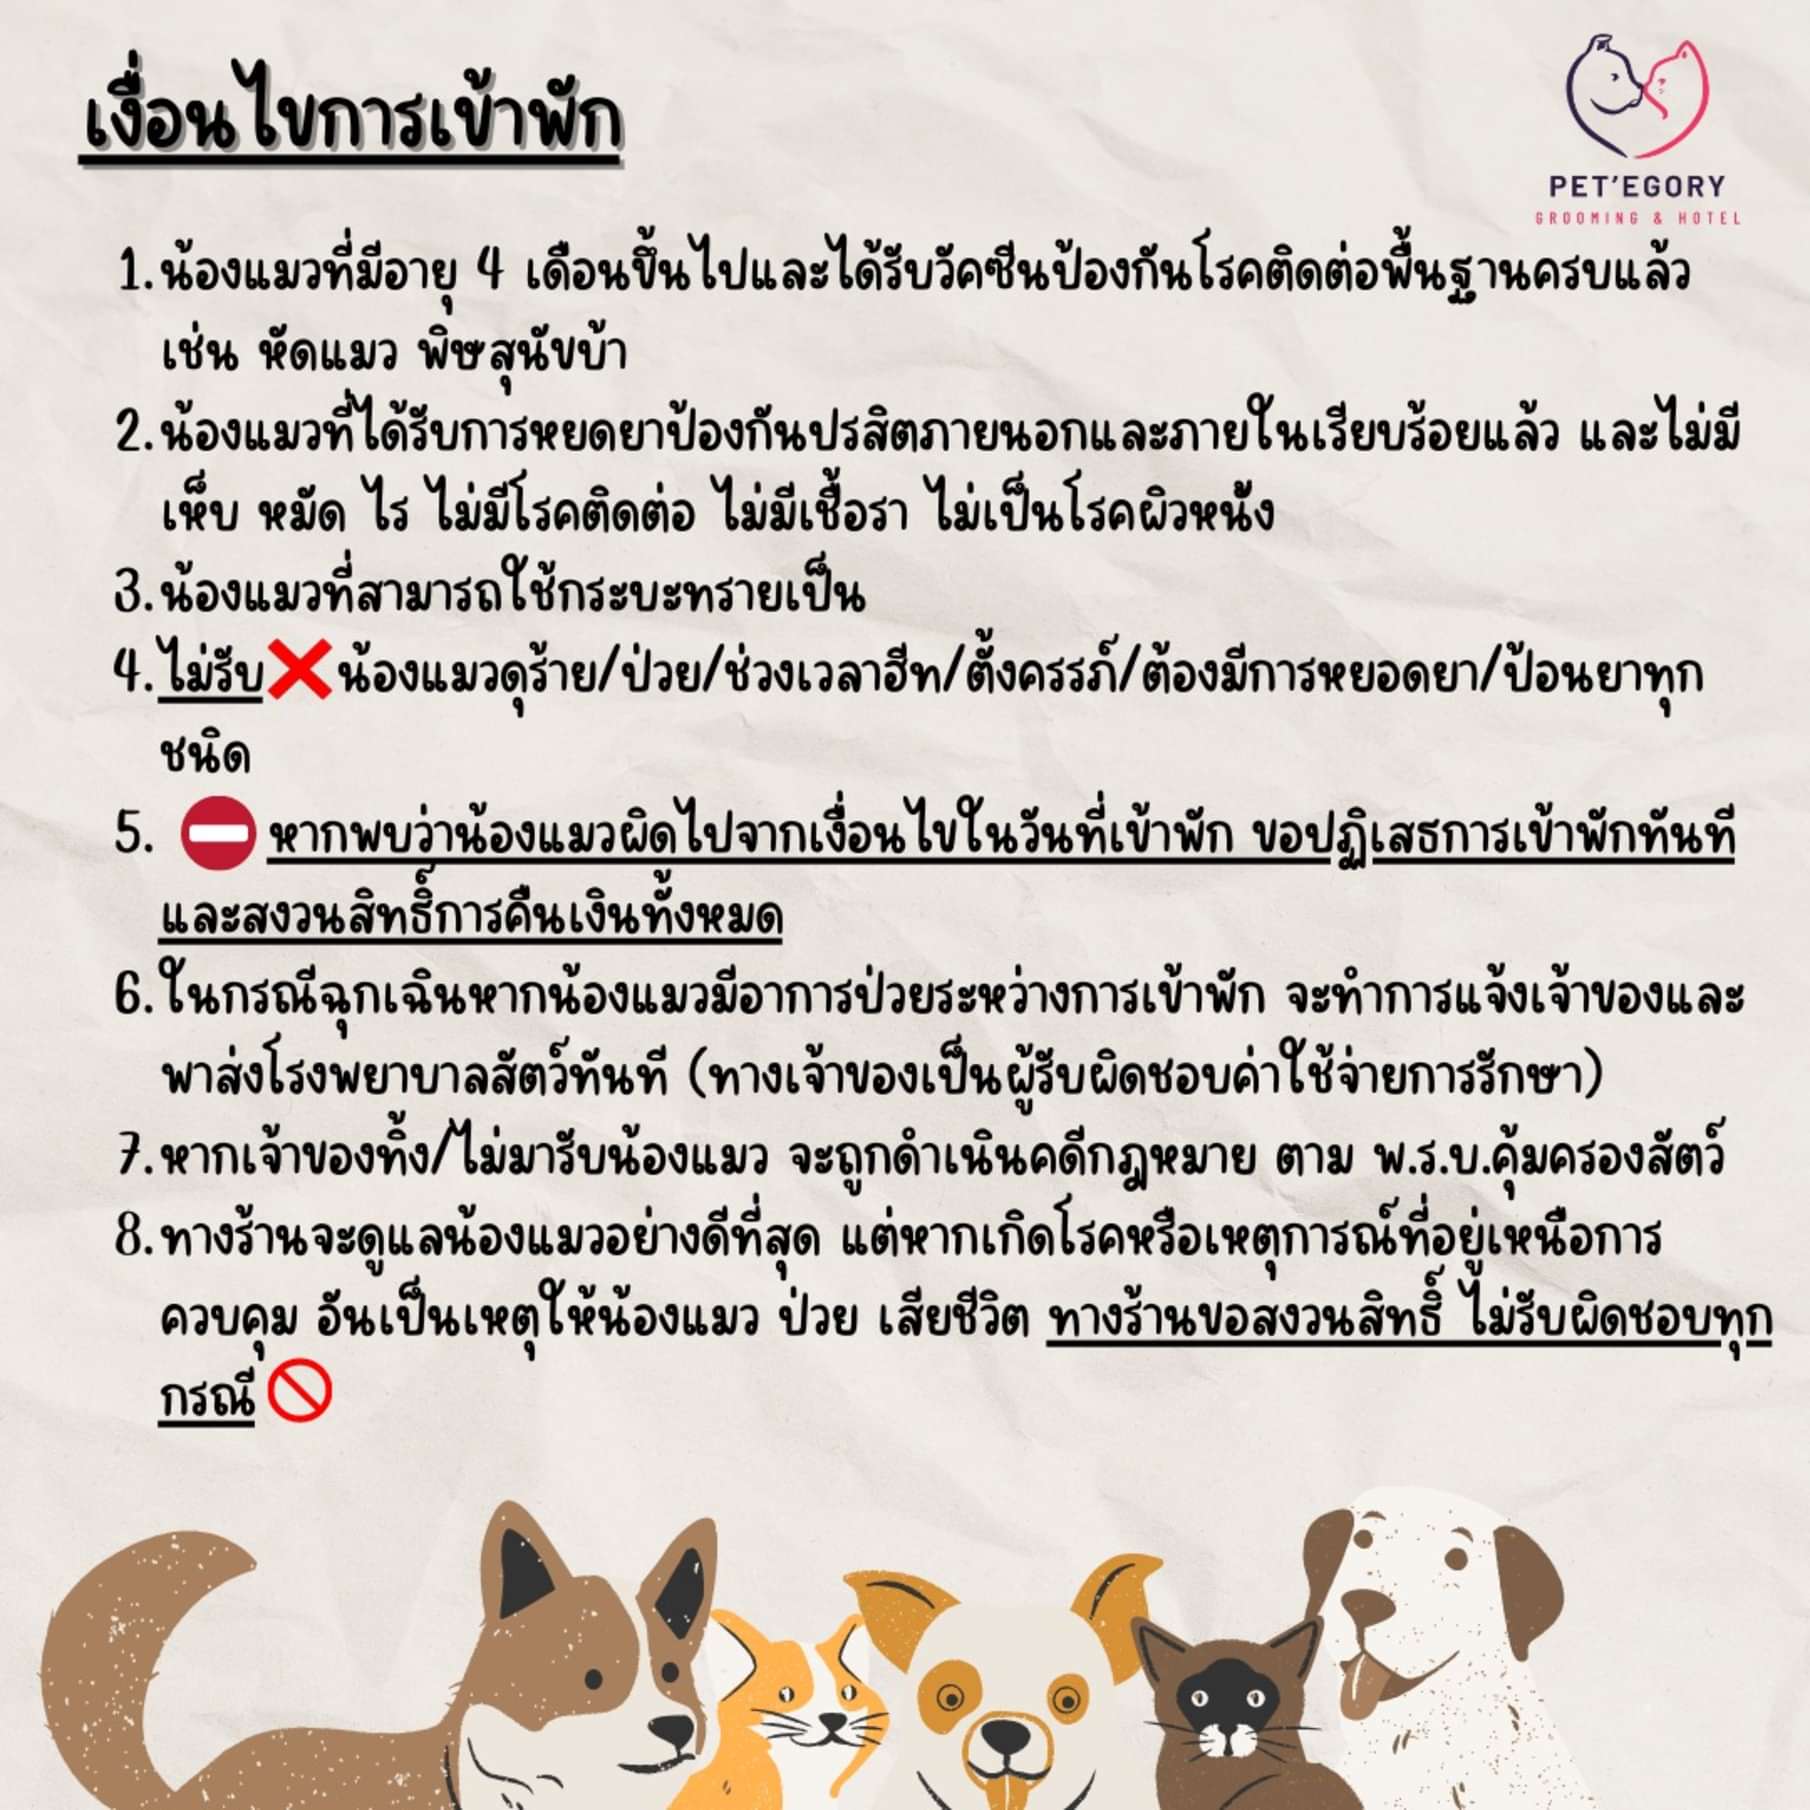 เงื่อนไขการเข้าพัก
PET'EGORY
GROOMING & HOTEL
1. น้องแมวที่มีอายุ 4 เดือนขึ้นไปและได้รับวัคซีนป้องกันโรคติดต่อพื้นฐานครบแล้ว
เช่น หัดแมว พิษสุนัขบ้า
2. น้องแมวที่ได้รับการหยดยาป้องกันปรสิตภายนอกและภายในเรียบร้อยแล้ว และไม่มี
เห็บ หมัด ไร ไม่มีโรคติดต่อ ไม่มีเชื้อรา ไม่เป็นโรคผิวหนัง
3. น้องแมวที่สามารถใช้กระบะทรายเป็น
4. ไม่รับ❌น้องแมวดุร้าย/ป่วย/ช่วงเวลาฮีท/ตั้งครรภ์/ต้องมีการหยอดยา/ป้อนยาทุก
ชนิด
5. ⛔หากพบว่าน้องแมวผิดไปจากเงื่อนไขในวันที่เข้าพัก ขอปฏิเสธการเข้าพักทันที
และสงวนสิทธิ์การคืนเงินทั้งหมด
6. ในกรณีฉุกเฉินหากน้องแมวมีอาการป่วยระหว่างการเข้าพัก จะทำการแจ้งเจ้าของและ
พาส่งโรงพยาบาลสัตว์ทันที (ทางเจ้าของเป็นผู้รับผิดชอบค่าใช้จ่ายการรักษา)
7. หากเจ้าของทิ้ง/ไม่มารับน้องแมว จะถูกดำเนินคดีกฎหมาย ตาม พ.ร.บ.คุ้มครองสัตว์
8. ทางร้านจะดูแลน้องแมวอย่างดีที่สุด แต่หากเกิดโรคหรือเหตุการณ์ที่อยู่เหนือการ
ควบคุม อันเป็นเหตุให้น้องแมว ป่วย เสียชีวิต ทางร้านขอสงวนสิทธิ์ ไม่รับผิดชอบทุก
กรณี🚫